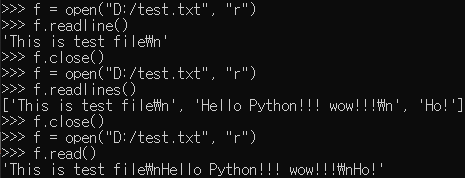 >>> f = open("D:/test.txt", "r")
>>> f.readline()
'This is test file₩n'
>>> f.close()
>>> f = open("D:/test.txt", "r")
>>> f.readlines()
['This is test file₩n', 'Hello Python!!! wow!!!₩n', 'Ho!']
>>> f.close()
>>> f = open("D:/test.txt", "r")
>>> f.read()
'This is test file₩nHello Python!!! wow!!!₩nHo!'